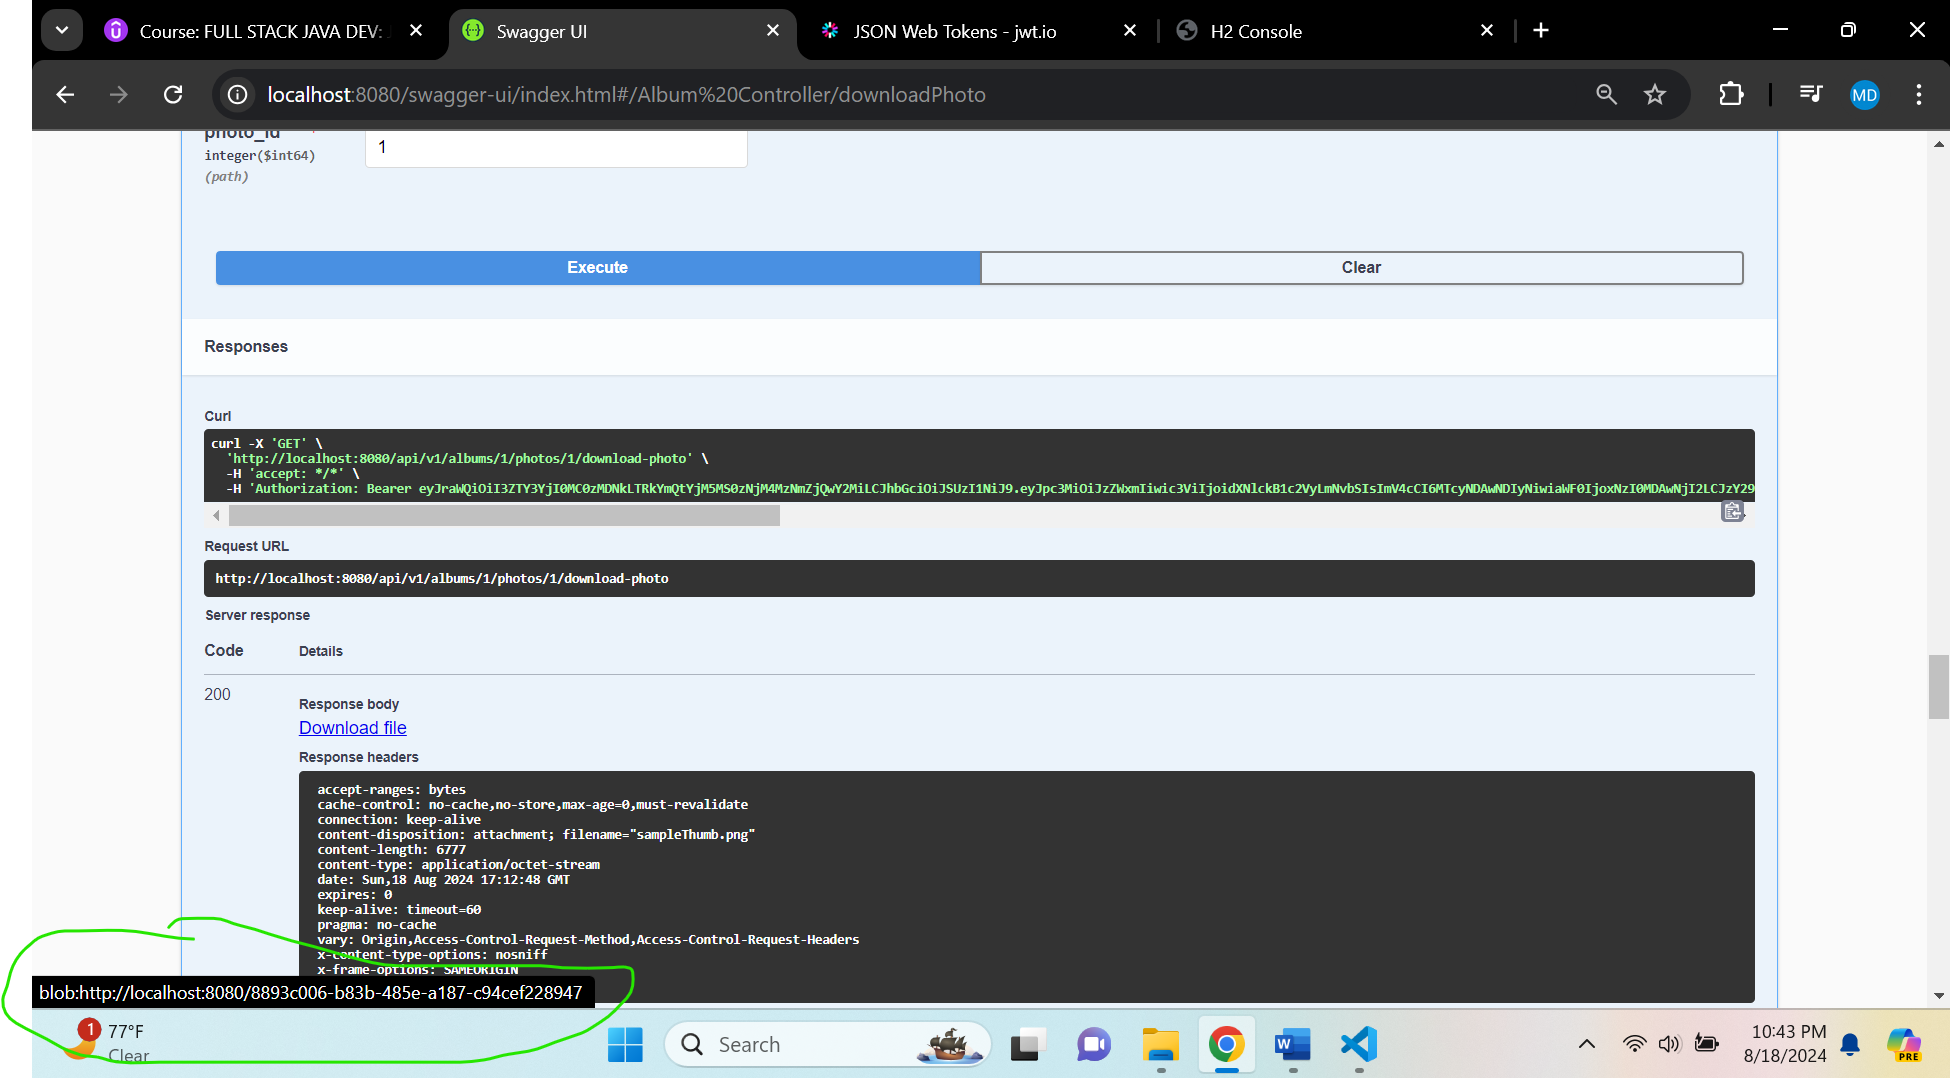 Course: FULL STACK JAVA DEV:
Swagger UI
JSON Web Tokens - jwt.io
H2 Console
localhost:8080/swagger-ui/index.html#/Album%20Controller/downloadPhoto
MD
photo_id
integer($int64)
(path)
1
Execute
Clear
Responses
Curl
curl -X 'GET' \
'http://localhost:8080/api/v1/albums/1/photos/1/download-photo' \
-H 'accept: */*' \
-H 'Authorization: Bearer eyJraWQiOiI3ZTY3YjI0MC0zMDNkLTRkYmQtYjM5MS0zNjM4MzNmZjQwY2MiLCJhbGciOiJSUzI1NiJ9.eyJpc3MiOiJzZWxmIiwic3ViIjoidXNlckB1c2VyLmNvbSIsImV4cCI6MTcyNDAwNDIyNiwiaWF0IjoxNzI0MDAwNjI2LCJzY29
Request URL
http://localhost:8080/api/v1/albums/1/photos/1/download-photo
Server response
Code
Details
200
Response body
Download file
Response headers
accept-ranges: bytes
cache-control: no-cache,no-store,max-age=0,must-revalidate
connection: keep-alive
content-disposition: attachment; filename="sampleThumb.png"
content-length: 6777
content-type: application/octet-stream
date: Sun,18 Aug 2024 17:12:48 GMT
expires: 0
keep-alive: timeout=60
pragma: no-cache
vary: Origin,Access-Control-Request-Method,Access-Control-Request-Headers
x-content-type-options: nosniff
x-frame-options: SAMEORIGIN
blob:http://localhost:8080/8893c006-b83b-485e-a187-c94cef228947
1
77°F
Clear
Search
W
10:43 PM
8/18/2024
PRE